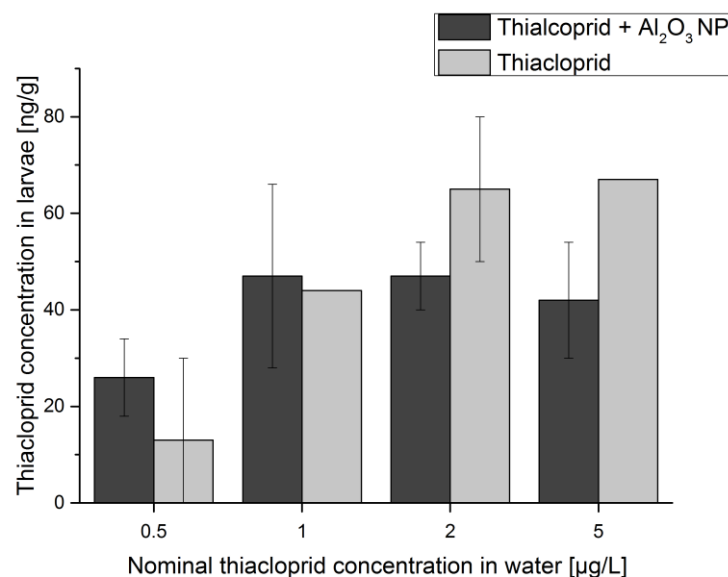 Thialcoprid + Al₂O₃ NP
Thiacloprid
Thiacloprid concentration in larvae [ng/g]
80
60
40
20
0
0.5 1 2 5
Nominal thiacloprid concentration in water [µg/L]